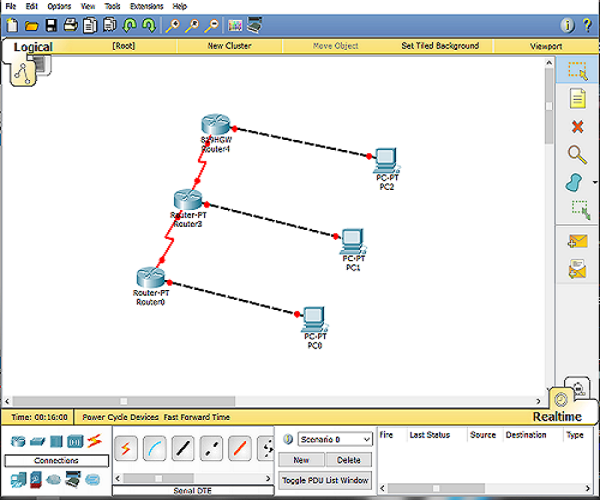 File Edit Options View Tools Extensions Help
Logical [Root] New Cluster Move Object Set Tiled Background Viewport
819HGW
Router4
PC-PT
PC2
Router-PT
Router3
PC-PT
PC1
Router-PT
Router0
PC-PT
PC0
Realtime
Time: 00:16:00 Power Cycle Devices Fast Forward Time
Scenario 0
Fire Last Status Source Destination Type
New Delete
Connections
Toggle PDU List Window
Serial DTE